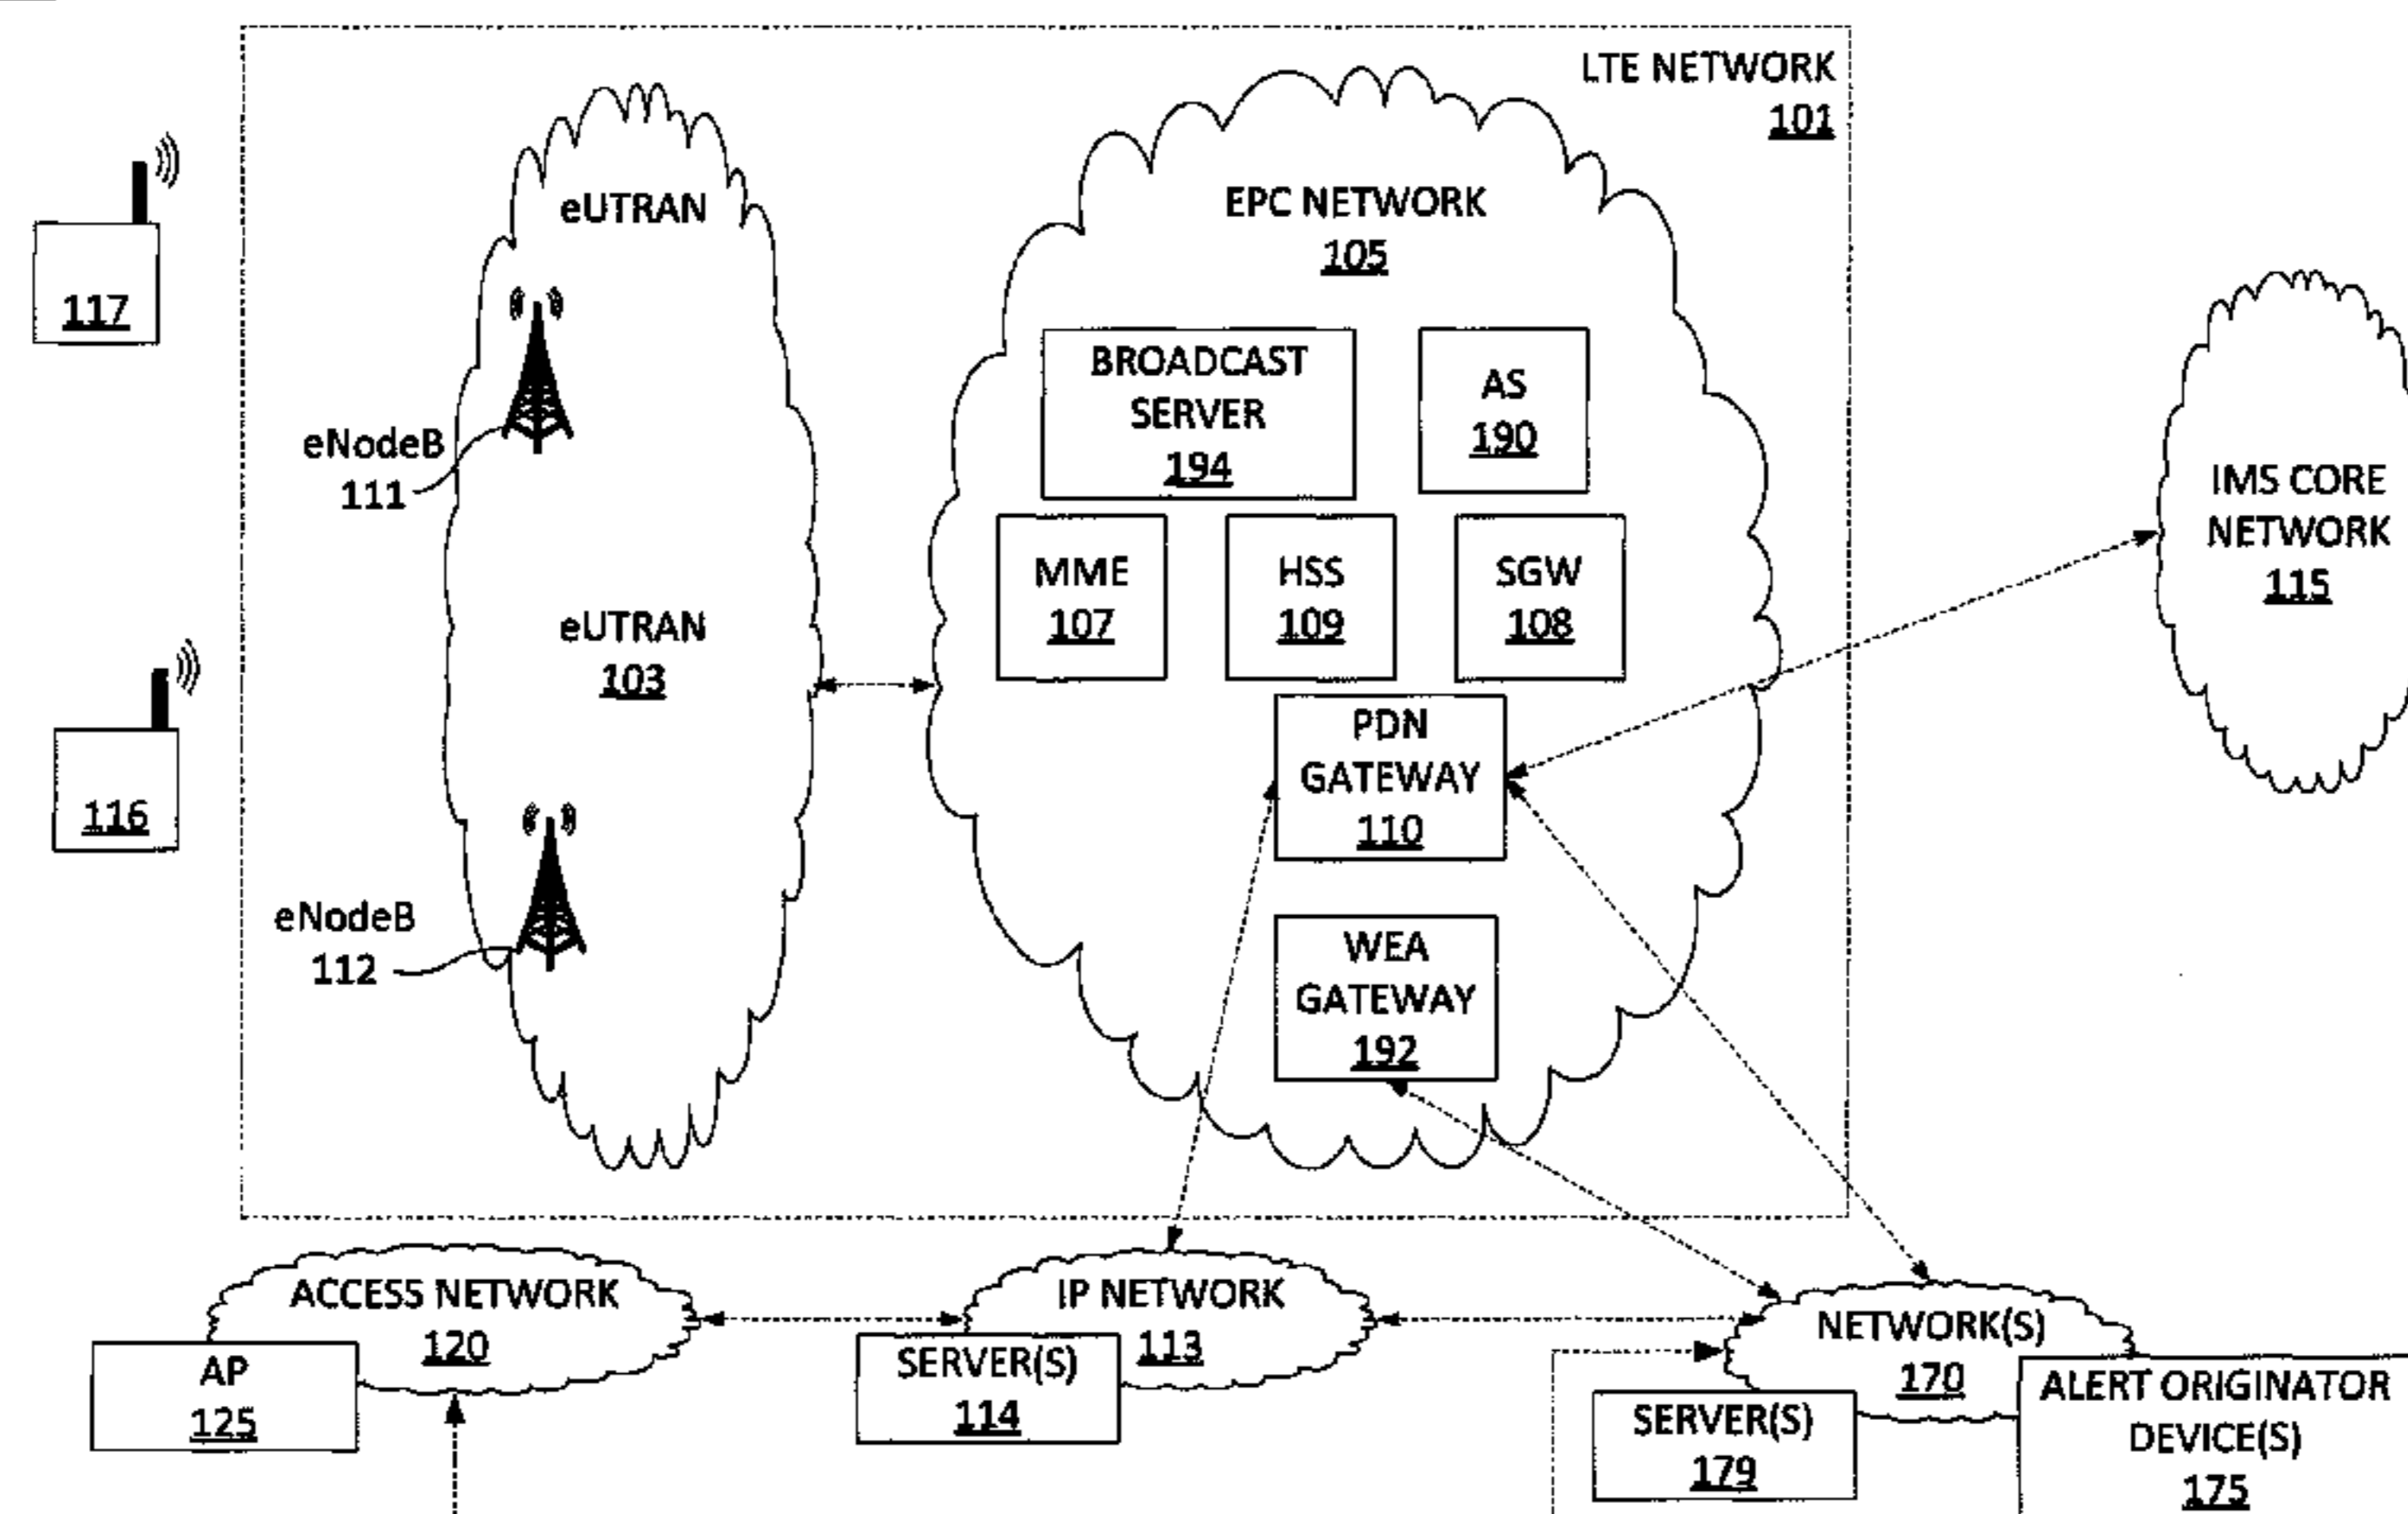 LTE NETWORK
101
117
116
eUTRAN
eNodeB
111
eUTRAN
103
eNodeB
112
EPC NETWORK
105
BROADCAST
SERVER
194
AS
190
MME
107
HSS
109
SGW
108
PDN
GATEWAY
110
WEA
GATEWAY
192
IMS CORE
NETWORK
115
ACCESS NETWORK
120
AP
125
IP NETWORK
113
SERVER(S)
114
NETWORK(S)
170
SERVER(S)
179
ALERT ORIGINATOR
DEVICE(S)
175